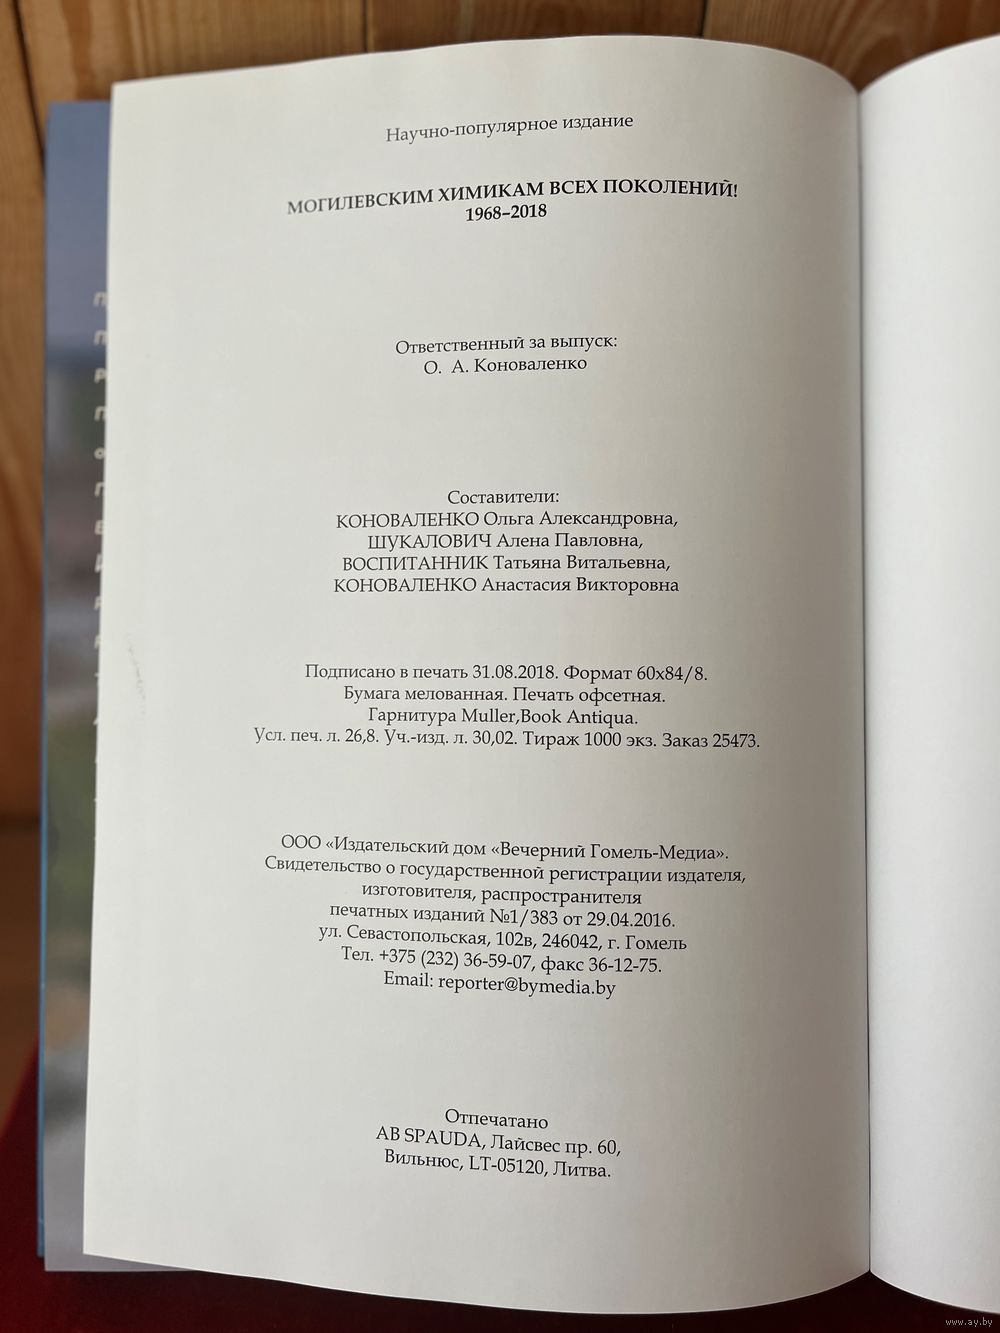 Научно-популярное издание
МОГИЛЕВСКИМ ХИМИКАМ ВСЕХ ПОКОЛЕНИЙ!
1968–2018
Ответственный за выпуск:
О. А. Коноваленко
Составители:
КОНОВАЛЕНКО Ольга Александровна,
ШУКАЛОВИЧ Алена Павловна,
ВОСПИТАННИК Татьяна Витальевна,
КОНОВАЛЕНКО Анастасия Викторовна
Подписано в печать 31.08.2018. Формат 60х84/8.
Бумага мелованная. Печать офсетная.
Гарнитура Muller,Book Antiqua.
Усл. печ. л. 26,8. Уч.-изд. л. 30,02. Тираж 1000 экз. Заказ 25473.
ООО «Издательский дом «Вечерний Гомель-Медиа».
Свидетельство о государственной регистрации издателя,
изготовителя, распространителя
печатных изданий №1/383 от 29.04.2016.
ул. Севастопольская, 102в, 246042, г. Гомель
Тел. +375 (232) 36-59-07, факс 36-12-75.
Email: reporter@bymedia.by
Отпечатано
AB SPAUDA, Лайсвес пр. 60,
Вильнюс, LT-05120, Литва.
www.ay.by